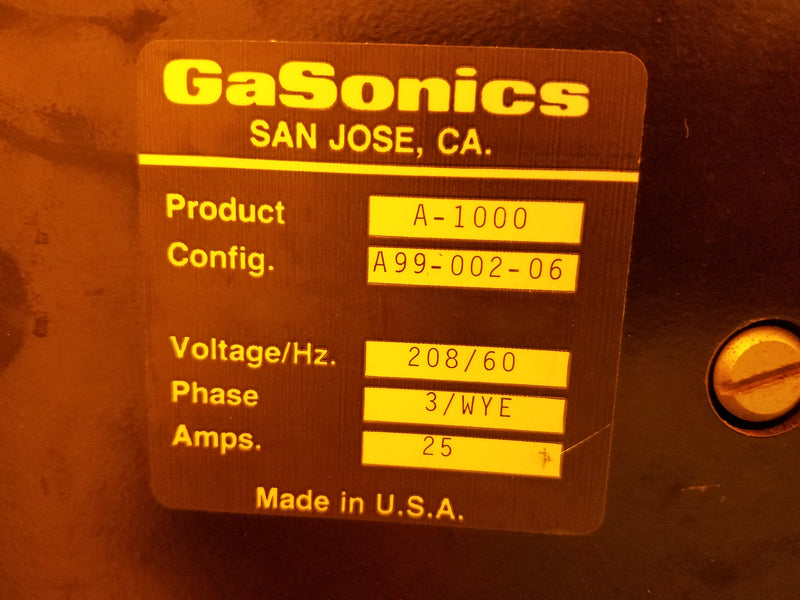 GaSonics
SAN JOSE, CA.
Product A-1000
Config. A99-002-06
Voltage/Hz. 208/60
Phase 3/WYE
Amps. 25
Made in U.S.A.